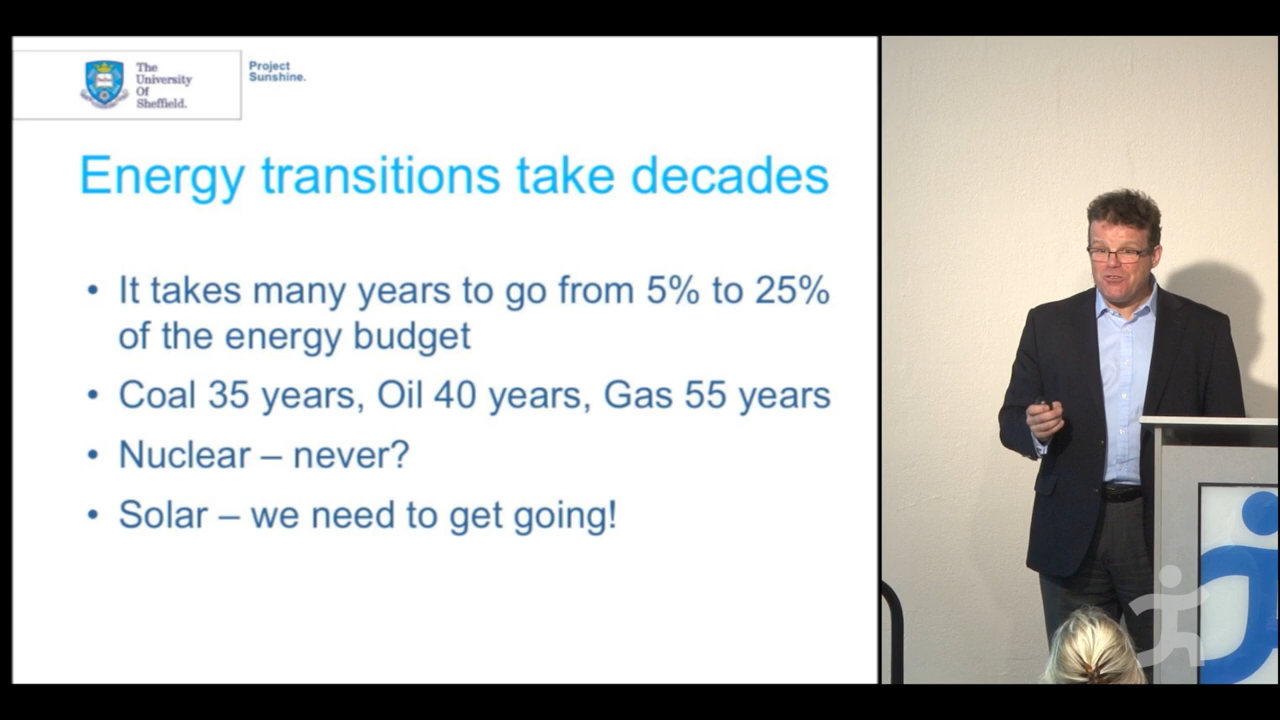 The
University
Of
Sheffield.
Project
Sunshine.
Energy transitions take decades
• It takes many years to go from 5% to 25%
of the energy budget
• Coal 35 years, Oil 40 years, Gas 55 years
• Nuclear – never?
• Solar – we need to get going!